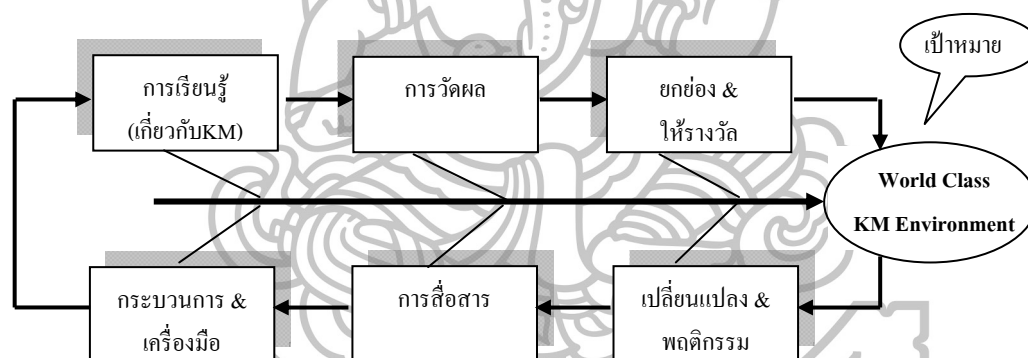 เป้าหมาย
การเรียนรู้
(เกี่ยวกับKM)
การวัดผล
ยกย่อง &
ให้รางวัล
World Class
KM Environment
กระบวนการ &
เครื่องมือ
การสื่อสาร
เปลี่ยนแปลง &
พฤติกรรม